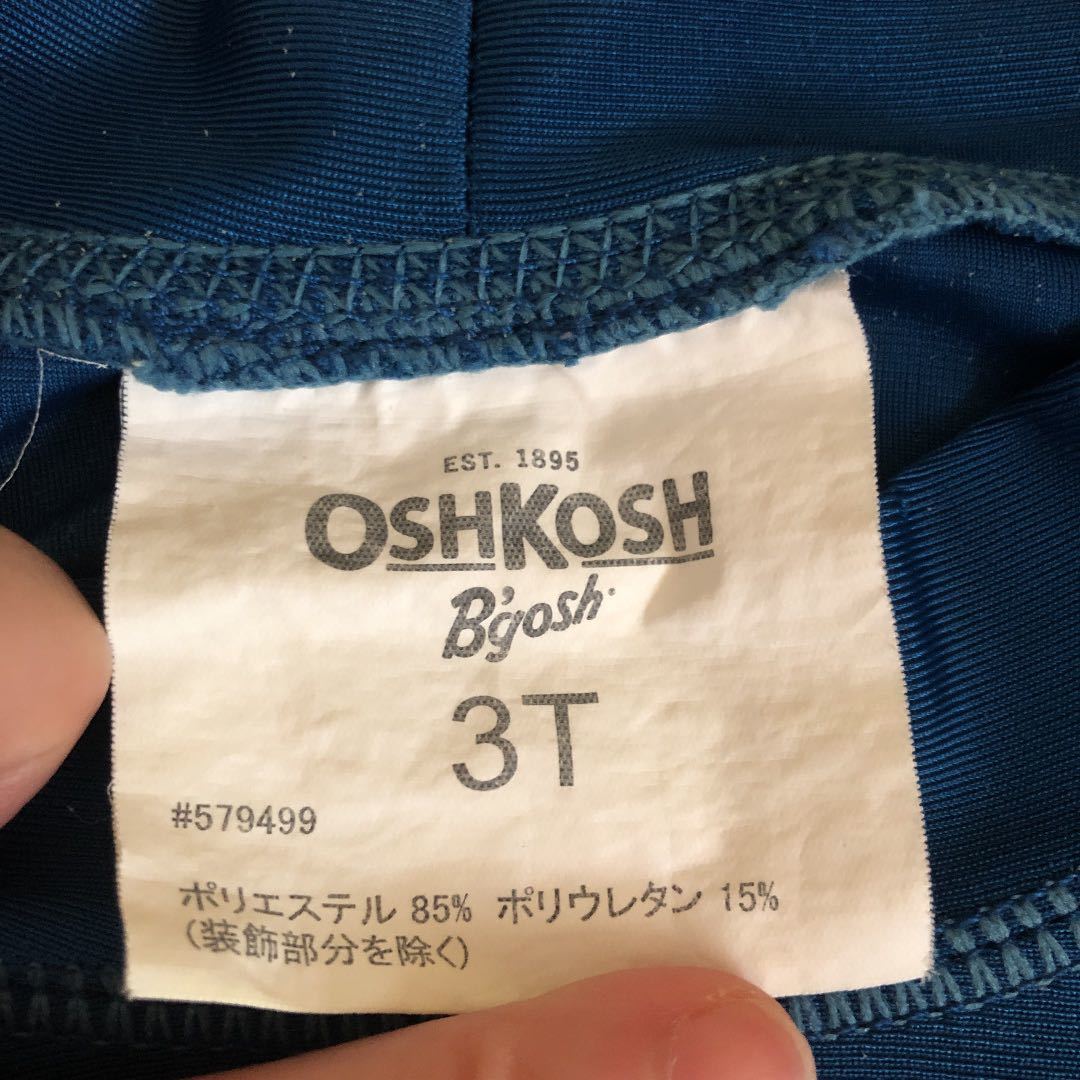 EST. 1895
OSHKOSH
B'gosh
3T
#579499
ポリエステル 85% ポリウレタン 15%
(装飾部分を除く)